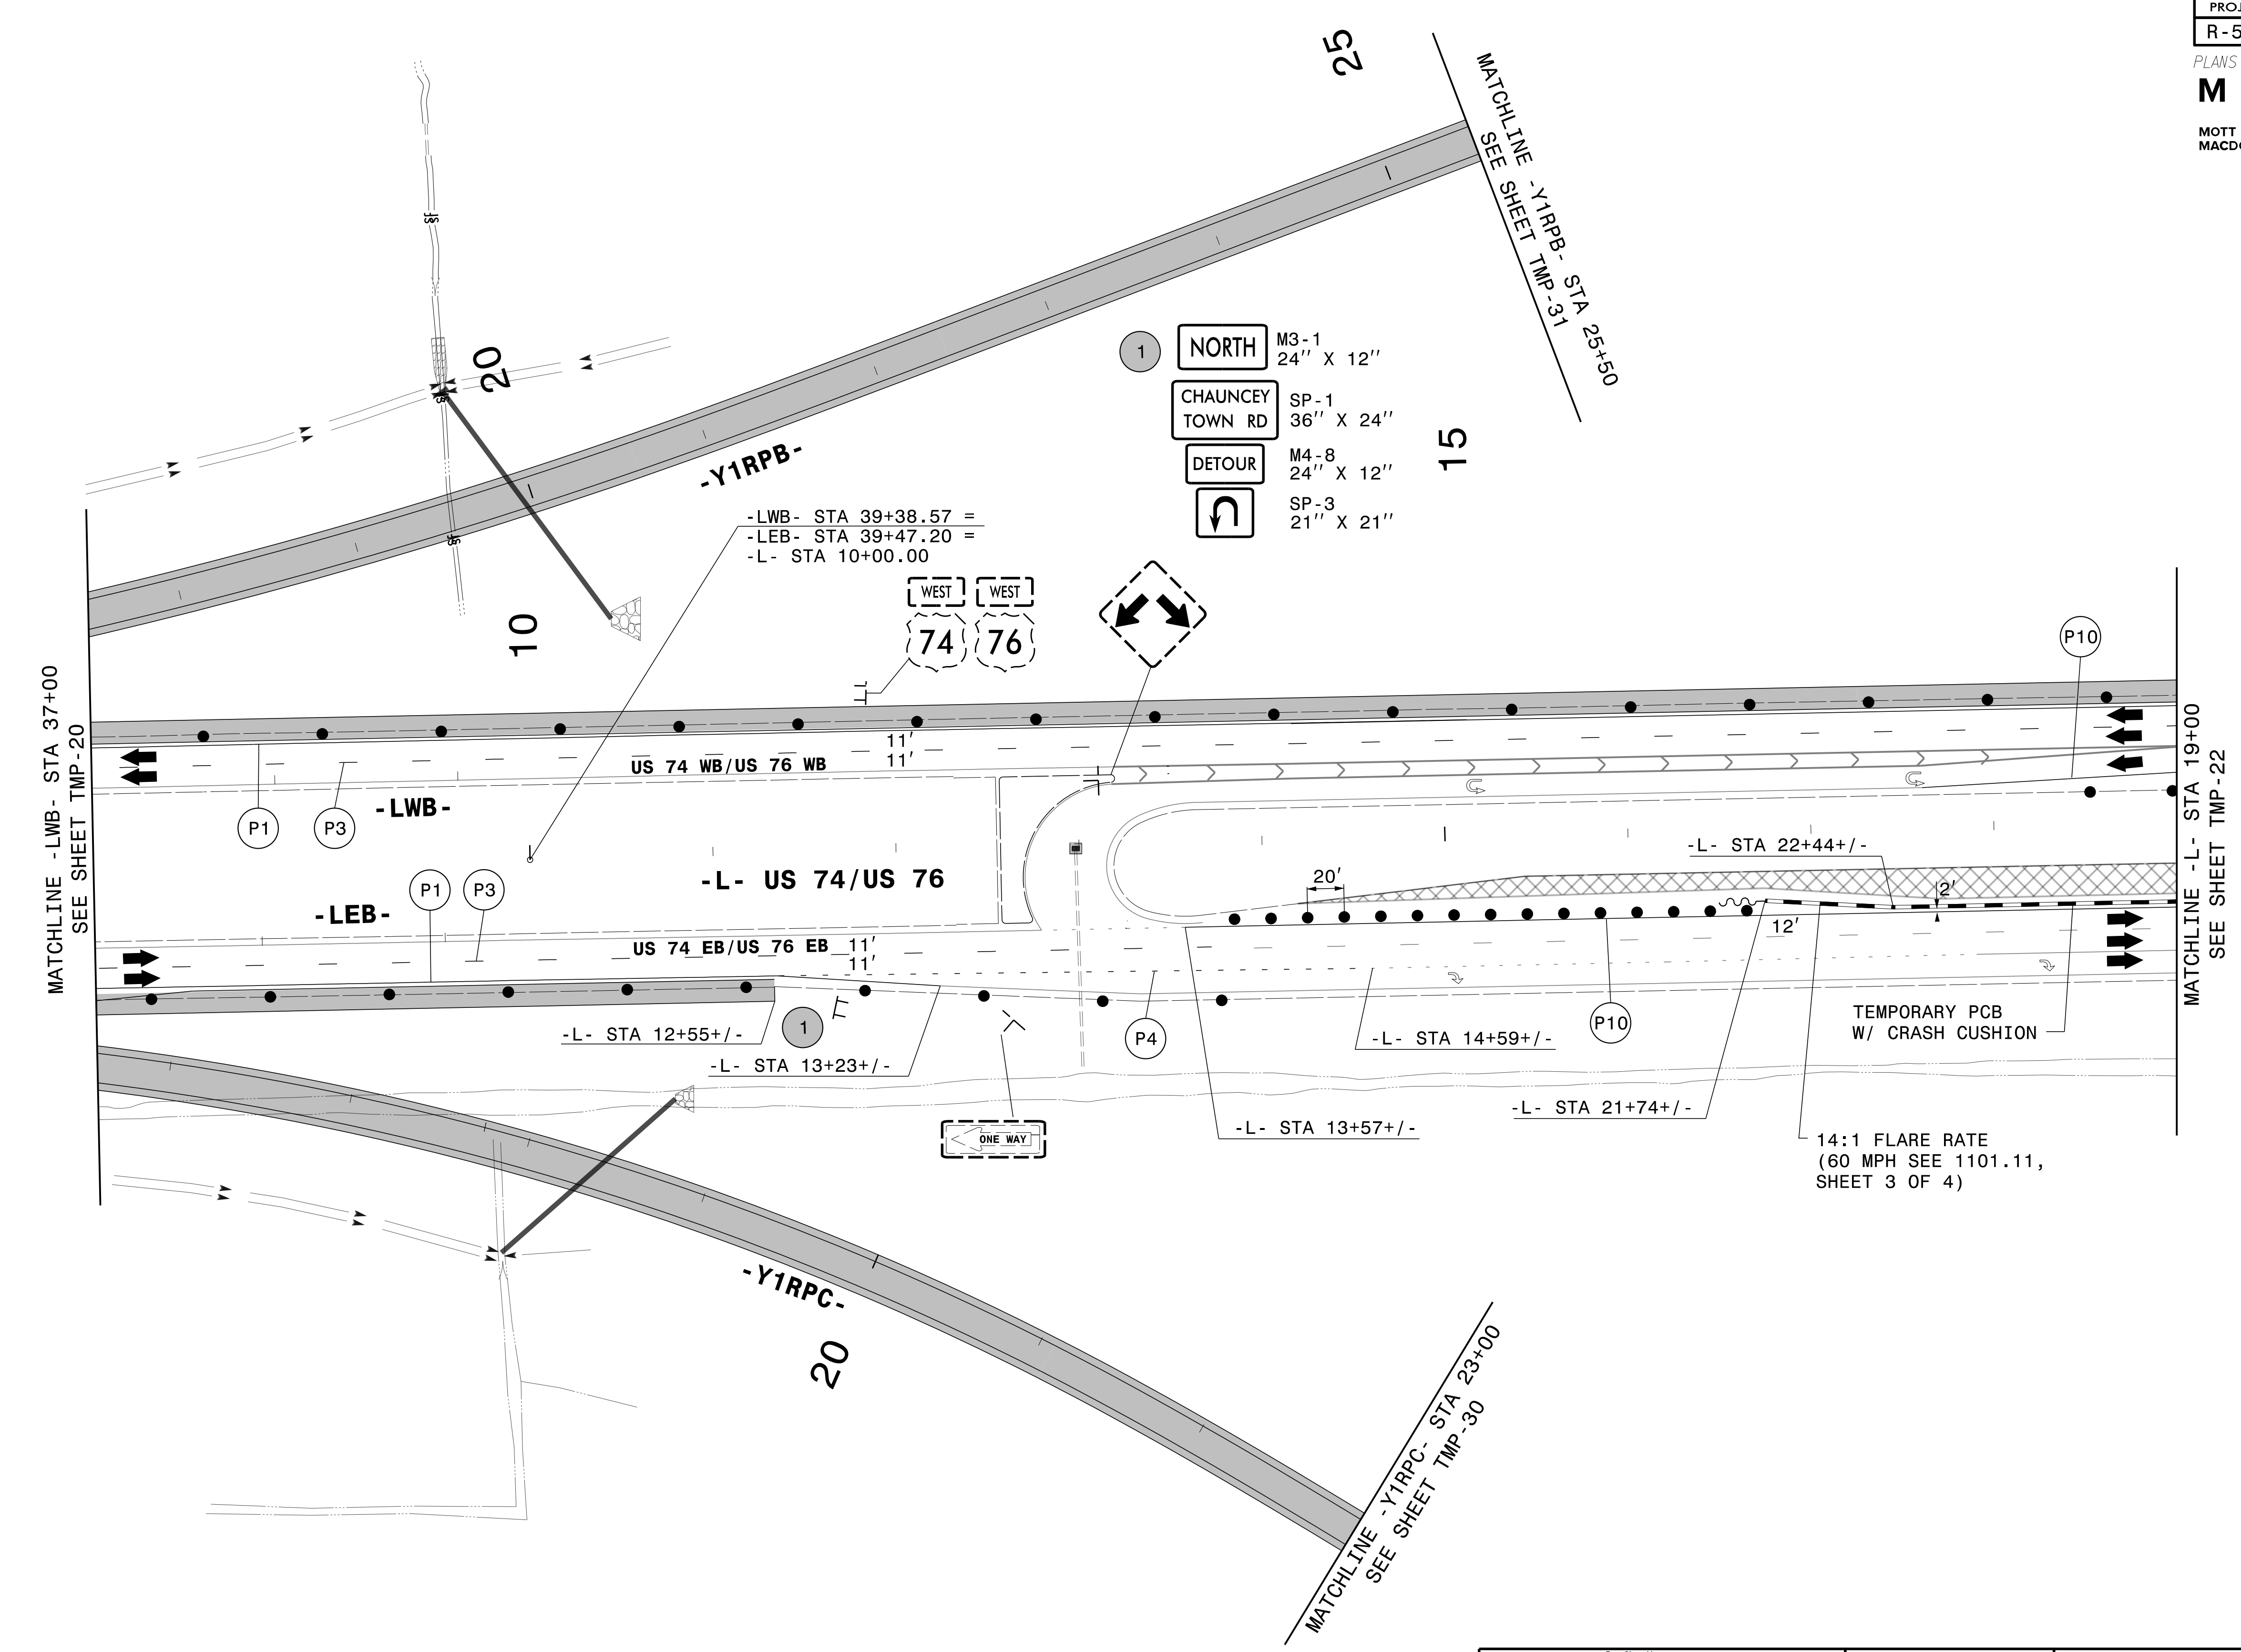 PROJ
R-5
PLANS
M
MOTT
MACD
25
MATCHLINE -Y1RPB- STA 25+50
SEE SHEET TMP-31
SF
20
SF
-Y1RPB-
1
NORTH
M3-1
24'' X 12''
CHAUNCEY
TOWN RD
SP-1
36'' X 24''
DETOUR
M4-8
24'' X 12''
SP-3
21'' X 21''
15
-LWB- STA 39+38.57 =
-LEB- STA 39+47.20 =
-L- STA 10+00.00
10
WEST
WEST
74
76
P10
MATCHLINE -LWB- STA 37+00
SEE SHEET TMP-20
11'
11'
US 74 WB/US 76 WB
-LWB-
P1
P3
-L- US 74/US 76
P1
P3
-LEB-
US 74 EB/US 76 EB
11'
11'
20'
-L- STA 22+44+/-
2'
12'
MATCHLINE -L- STA 19+00
SEE SHEET TMP-22
-L- STA 12+55+/-
1
-L- STA 13+23+/-
P4
-L- STA 14+59+/-
P10
TEMPORARY PCB
W/ CRASH CUSHION
ONE WAY
-L- STA 13+57+/-
-L- STA 21+74+/-
14:1 FLARE RATE
(60 MPH SEE 1101.11,
SHEET 3 OF 4)
-Y1RPC-
20
MATCHLINE -Y1RPC- STA 23+00
SEE SHEET TMP-30